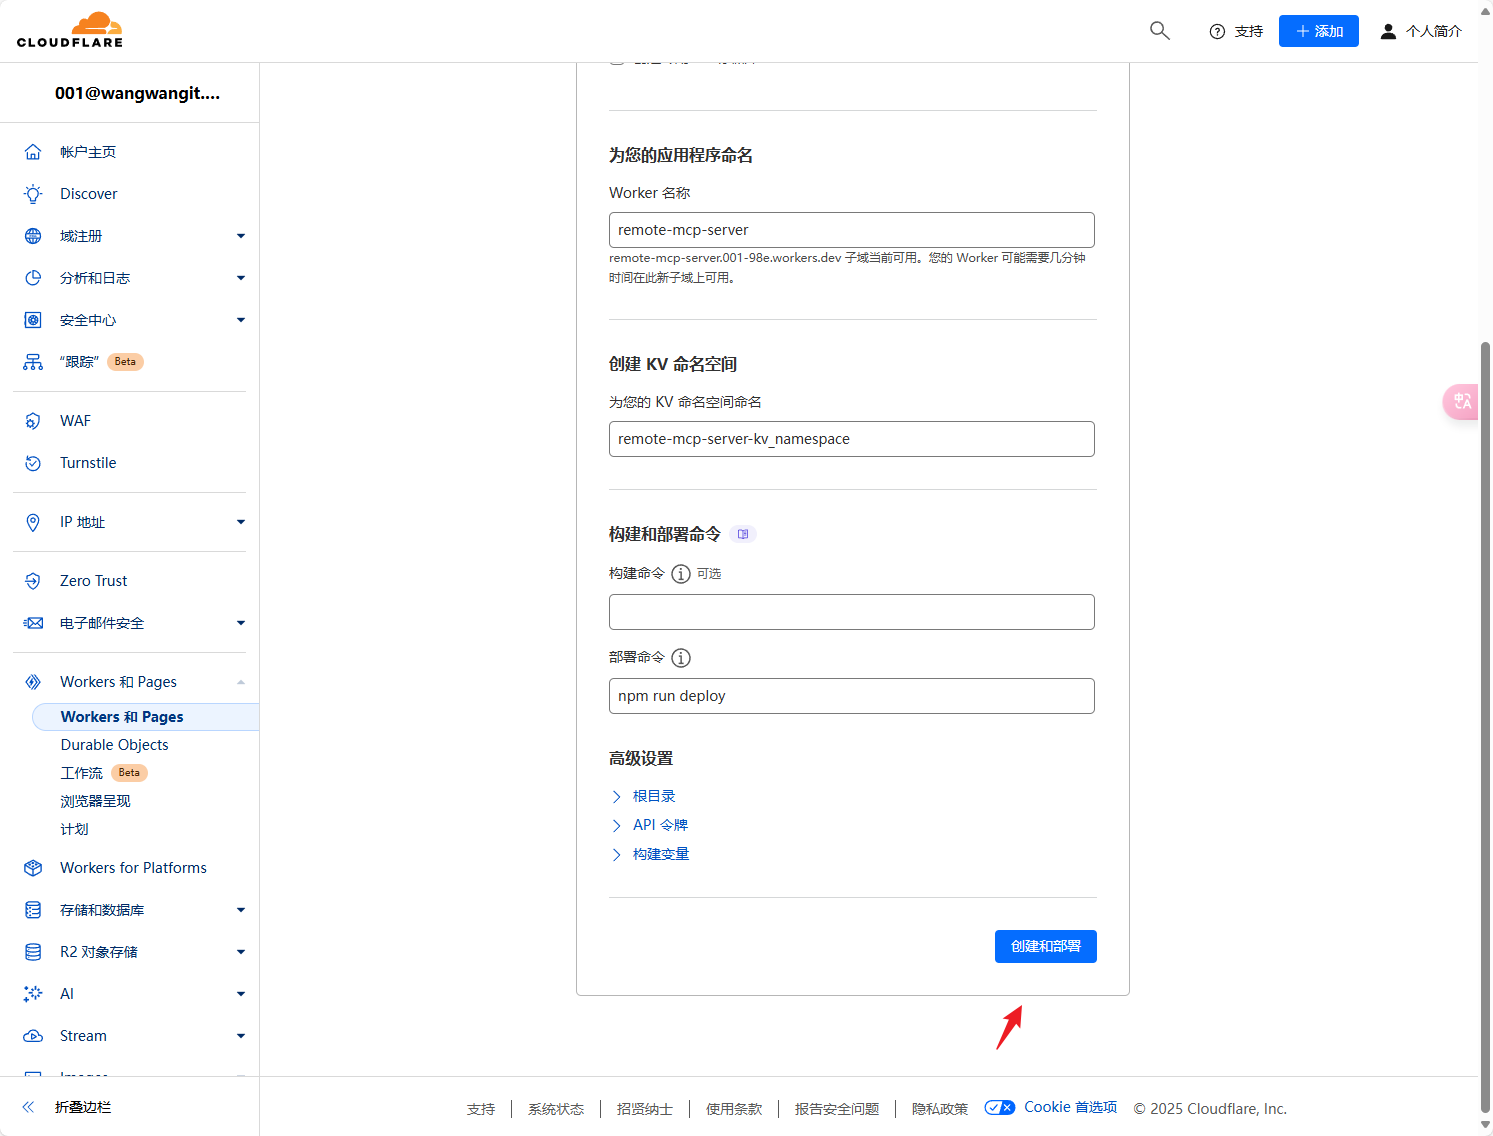 CLOUDFLARE
支持
添加
个人简介
001@wangwangit....
帐户主页
Discover
域注册
分析和日志
安全中心
“跟踪” Beta
WAF
Turnstile
IP 地址
Zero Trust
电子邮件安全
Workers 和 Pages
Workers 和 Pages
Durable Objects
工作流 Beta
浏览器呈现
计划
Workers for Platforms
存储和数据库
R2 对象存储
AI
Stream
折叠边栏
为您的应用程序命名
Worker 名称
remote-mcp-server
remote-mcp-server.001-98e.workers.dev 子域当前可用。您的 Worker 可能需要几分钟
时间在此新子域上可用。
创建 KV 命名空间
为您的 KV 命名空间命名
remote-mcp-server-kv_namespace
构建和部署命令
构建命令 可选
部署命令
npm run deploy
高级设置
根目录
API 令牌
构建变量
创建和部署
支持
系统状态
招贤纳士
使用条款
报告安全问题
隐私政策
Cookie 首选项
© 2025 Cloudflare, Inc.